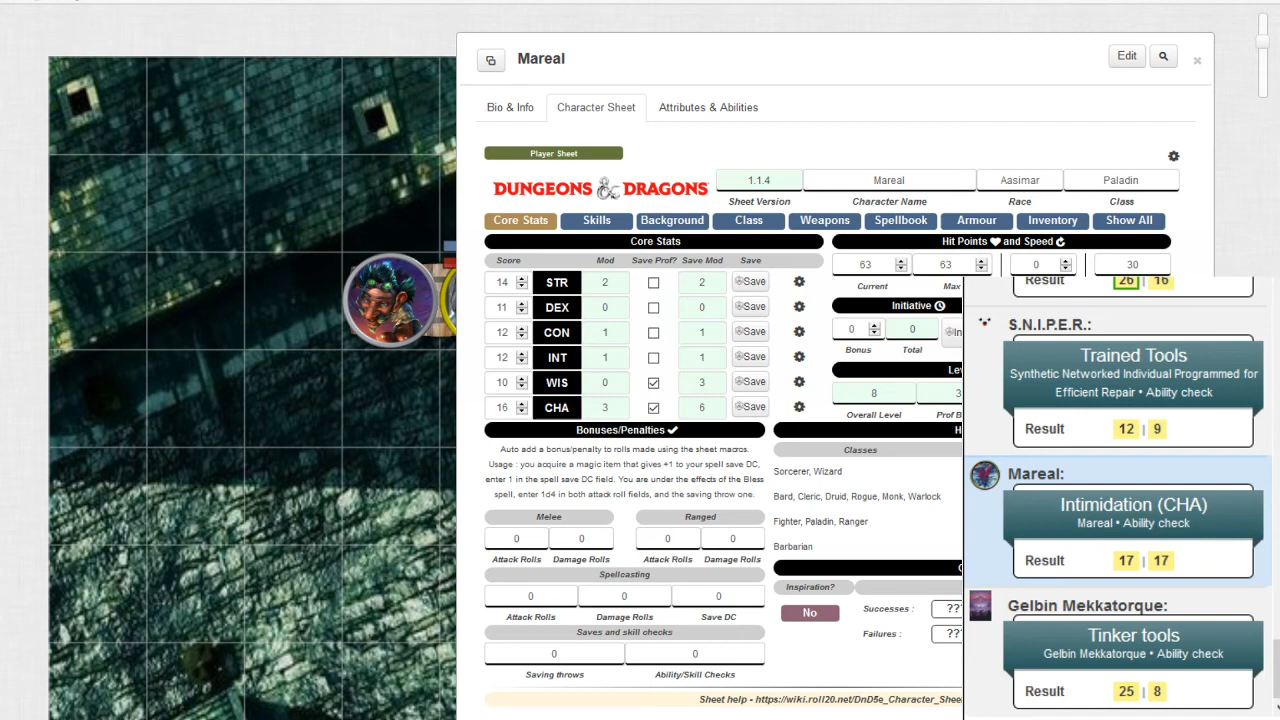 Mareal
Edit
Bio & Info
Character Sheet
Attributes & Abilities
Player Sheet
DUNGEONS & DRAGONS
1.1.4
Mareal
Aasimar
Paladin
Sheet Version
Character Name
Race
Class
Core Stats
Skills
Background
Class
Weapons
Spellbook
Armour
Inventory
Show All
Core Stats
Score Mod Save Prof? Save Mod Save
14 STR 2 2 Save
11 DEX 0 0 Save
12 CON 1 1 Save
12 INT 1 1 Save
10 WIS 0 3 Save
16 CHA 3 6 Save
Hit Points and Speed
63 63 0 30
Current Max
Initiative
0 0 In
Bonus Total
Lev
8 3
Overall Level Prof B
Bonuses/Penalties
Auto add a bonus/penalty to rolls made using the sheet macros.
Usage : you acquire a magic item that gives +1 to your spell save DC,
enter 1 in the spell save DC field. You are under the effects of the Bless
spell, enter 1d4 in both attack roll fields, and the saving throw one.
Melee Ranged
0 0 0 0
Attack Rolls Damage Rolls Attack Rolls Damage Rolls
Spellcasting
0 0 0
Attack Rolls Damage Rolls Save DC
Saves and skill checks
0 0
Saving throws Ability/Skill Checks
H
Classes
Sorcerer, Wizard
Bard, Cleric, Druid, Rogue, Monk, Warlock
Fighter, Paladin, Ranger
Barbarian
Inspiration?
No
Successes : ??
Failures : ??
Sheet help - https://wiki.roll20.net/DnD5e_Character_Shee
Result 26 | 16
S.N.I.P.E.R.:
Trained Tools
Synthetic Networked Individual Programmed for
Efficient Repair • Ability check
Result 12 | 9
Mareal:
Intimidation (CHA)
Mareal • Ability check
Result 17 | 17
Gelbin Mekkatorque:
Tinker tools
Gelbin Mekkatorque • Ability check
Result 25 | 8